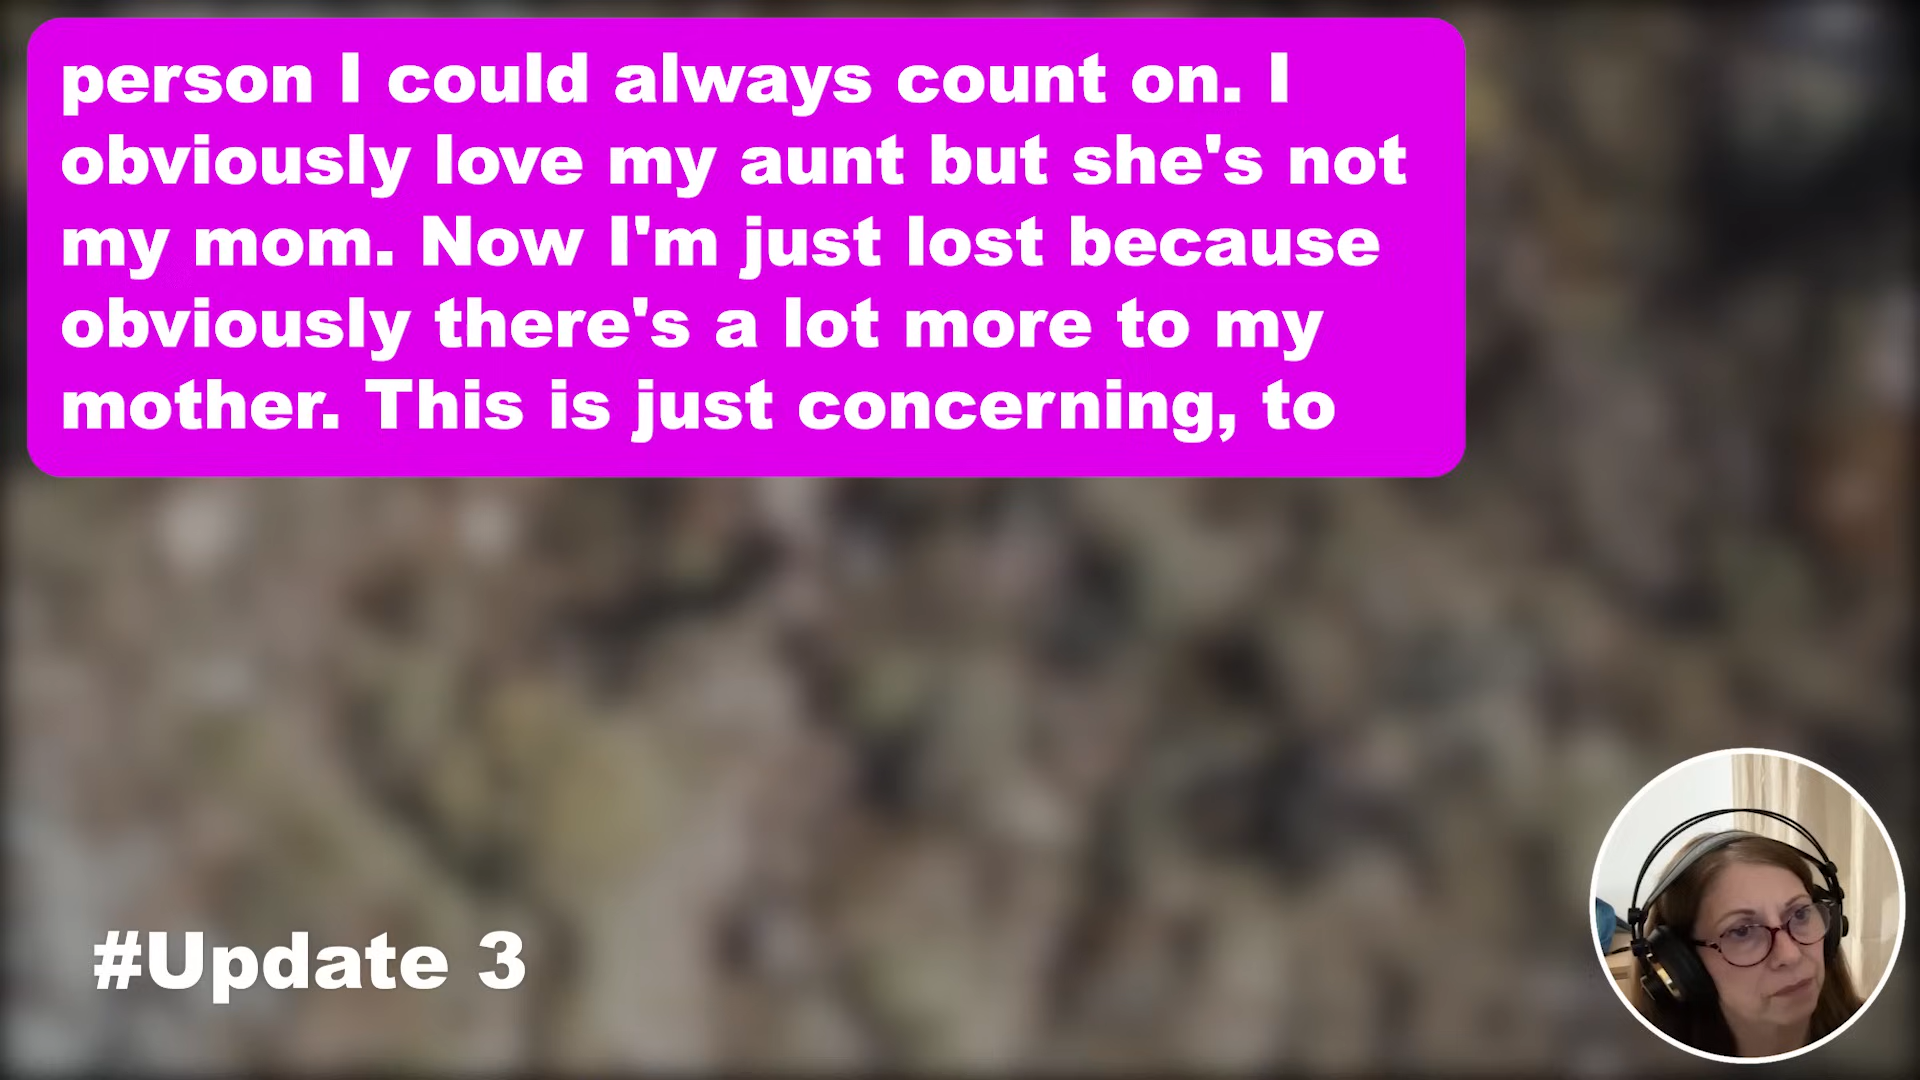 person I could always count on. I
obviously love my aunt but she's not
my mom. Now I'm just lost because
obviously there's a lot more to my
mother. This is just concerning, to
#Update 3